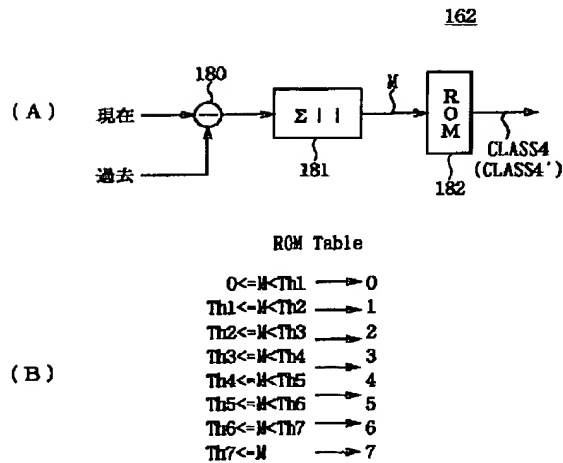 162
180
(A)
現在
過去
Σ| |
181
M
ROM
182
CLASS4
(CLASS4')
ROM Table
(B)
0<=M<Th1 → 0
Th1<=M<Th2 → 1
Th2<=M<Th3 → 2
Th3<=M<Th4 → 3
Th4<=M<Th5 → 4
Th5<=M<Th6 → 5
Th6<=M<Th7 → 6
Th7<=M → 7